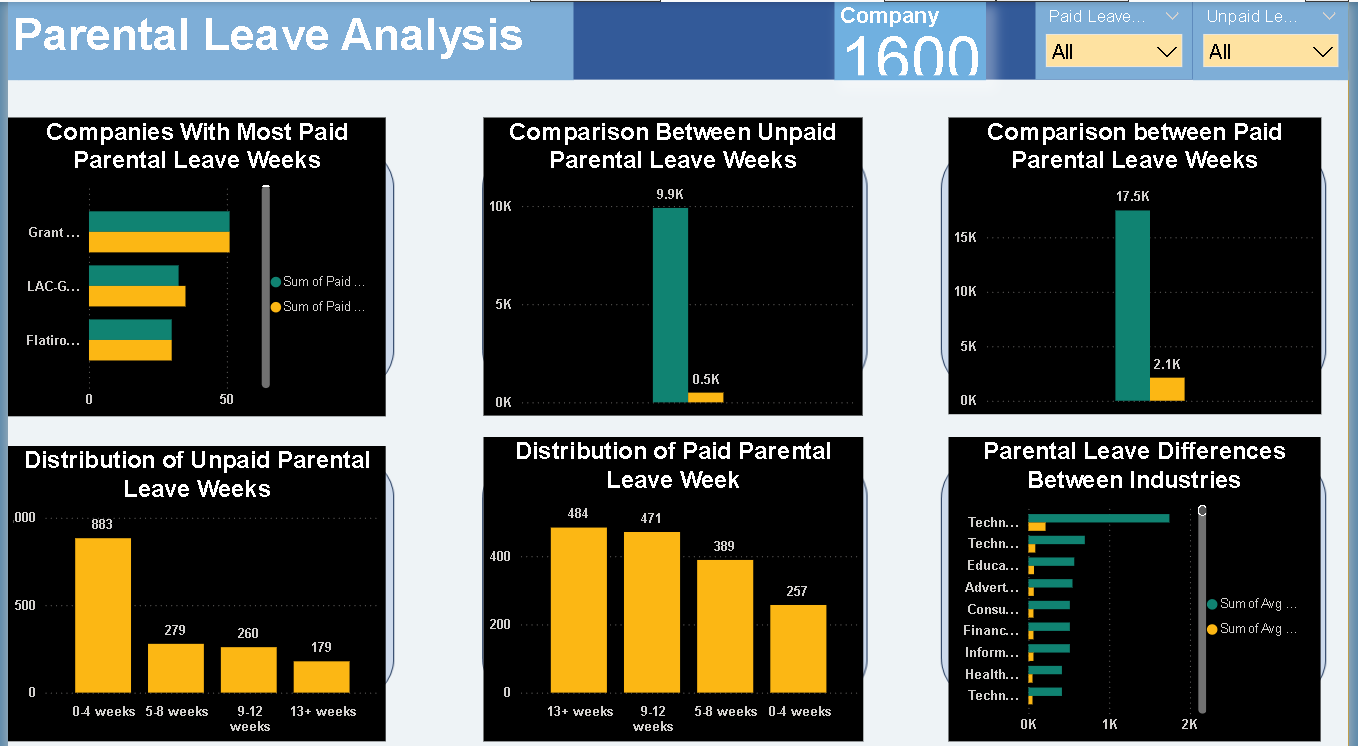 Parental Leave Analysis
Company
1600
Paid Leave...
All
Unpaid Le...
All
Companies With Most Paid
Parental Leave Weeks
Grant ...
LAC-G...
Flatiro...
0
50
Sum of Paid ...
Sum of Paid ...
Comparison Between Unpaid
Parental Leave Weeks
10K
5K
0K
9.9K
0.5K
Comparison between Paid
Parental Leave Weeks
15K
10K
5K
0K
17.5K
2.1K
Distribution of Unpaid Parental
Leave Weeks
,000
500
0
883
279
260
179
0-4 weeks
5-8 weeks
9-12
weeks
13+ weeks
Distribution of Paid Parental
Leave Week
400
200
0
484
471
389
257
13+ weeks
9-12
weeks
5-8 weeks
0-4 weeks
Parental Leave Differences
Between Industries
Techn...
Techn...
Educa...
Advert...
Consu...
Financ...
Inform...
Health...
Techn...
0K
1K
2K
Sum of Avg ...
Sum of Avg ...